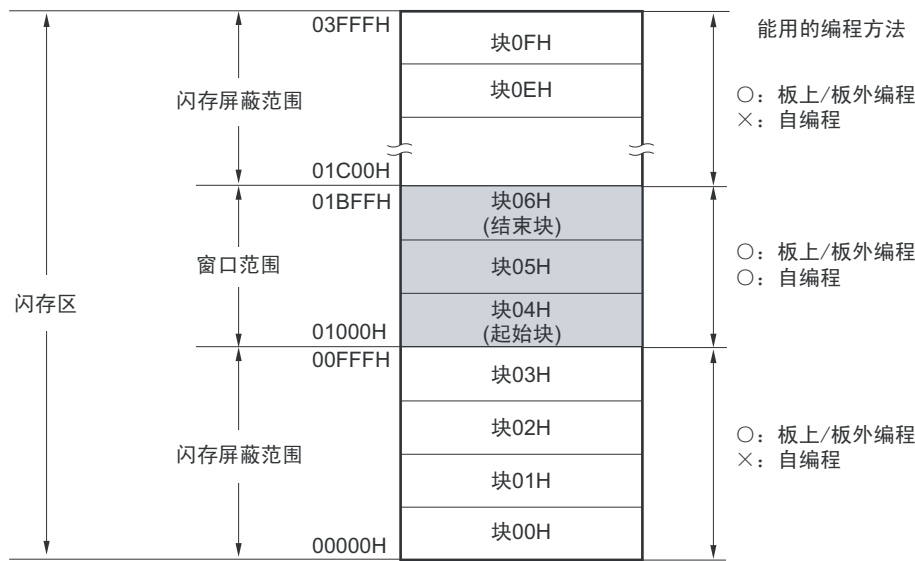 03FFFH
块0FH
能用的编程方法
块0EH
闪存屏蔽范围
○：板上/板外编程
×：自编程
01C00H
01BFFH
块06H
(结束块)
窗口范围
块05H
○：板上/板外编程
○：自编程
闪存区
块04H
(起始块)
01000H
00FFFH
块03H
块02H
闪存屏蔽范围
○：板上/板外编程
×：自编程
块01H
块00H
00000H